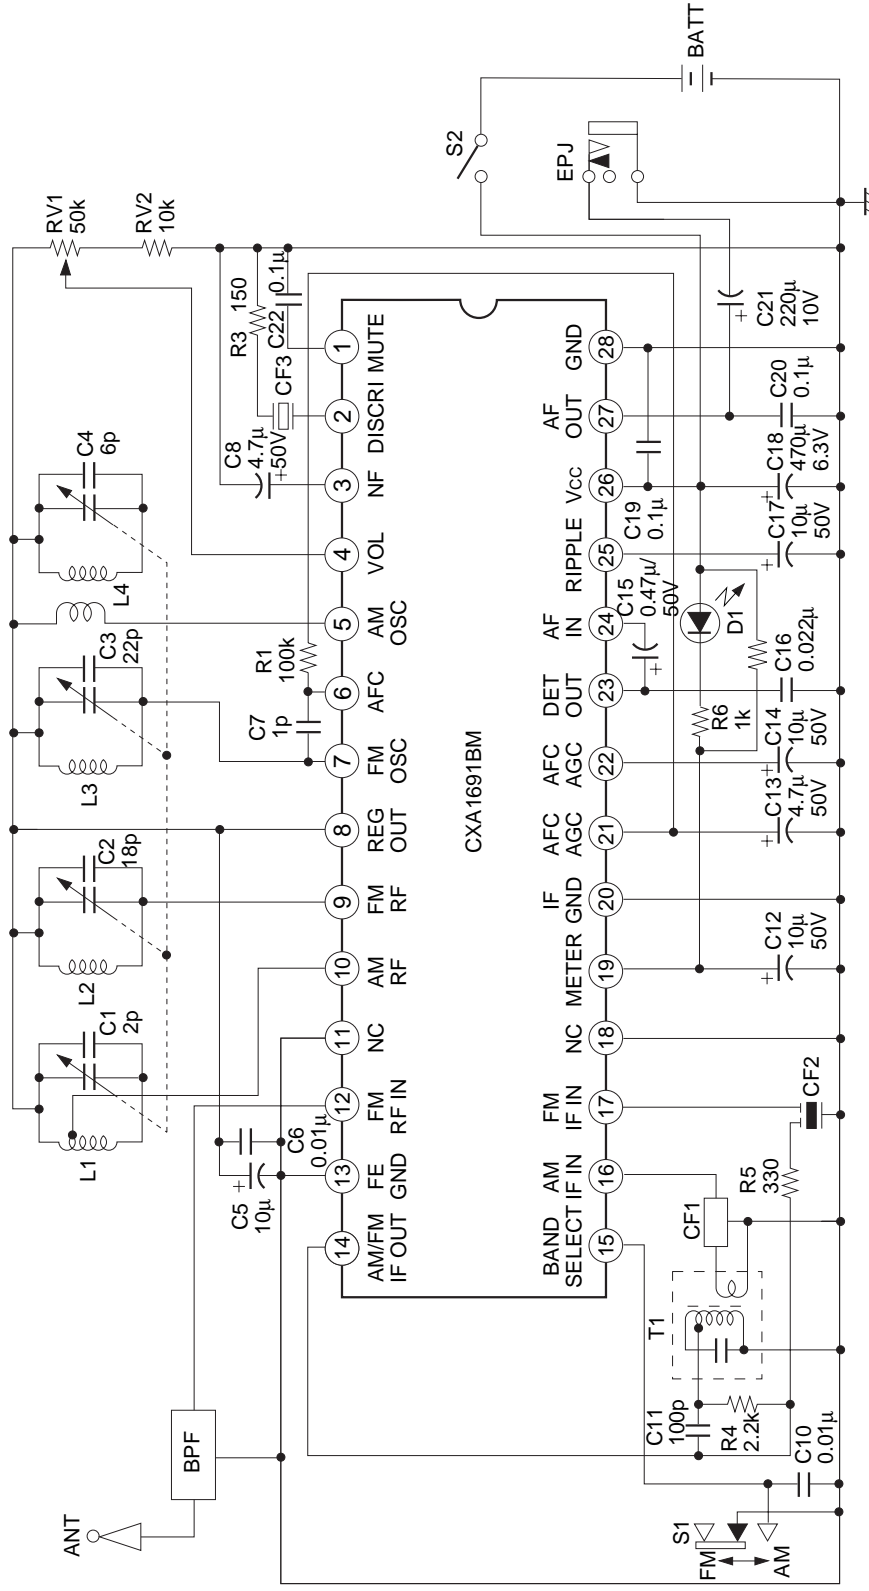 ANT
BPF
L1
C1
2p
L2
C2
18p
L3
C3
22p
L4
C4
6p
RV1
50k
RV2
10k
C5
10µ
C6
0.01µ
C7
1p
R1
100k
C8
4.7µ
50V
R3
150
CF3
C22
0.1µ
14
13
12
11
10
9
8
7
6
5
4
3
2
1
AM/FM
IF OUT
FE
GND
FM
RF IN
NC
AM
RF
FM
RF
REG
OUT
FM
OSC
AFC
AM
OSC
VOL
NF
DISCRI
MUTE
CXA1691BM
BAND
SELECT
AM
IF IN
FM
IF IN
NC
METER
IF
GND
AFC
AGC
AFC
AGC
DET
OUT
AF
IN
RIPPLE
Vcc
AF
OUT
GND
15
16
17
18
19
20
21
22
23
24
25
26
27
28
S1
FM
AM
C10
0.01µ
C11
100p
R4
2.2k
T1
CF1
R5
330
CF2
C12
10µ
50V
C13
4.7µ
50V
C14
10µ
50V
R6
1k
C16
0.022µ
D1
C15
0.47µ/
50V
C19
0.1µ
C17
10µ
50V
C18
470µ
6.3V
C20
0.1µ
C21
220µ
10V
S2
EPJ
BATT